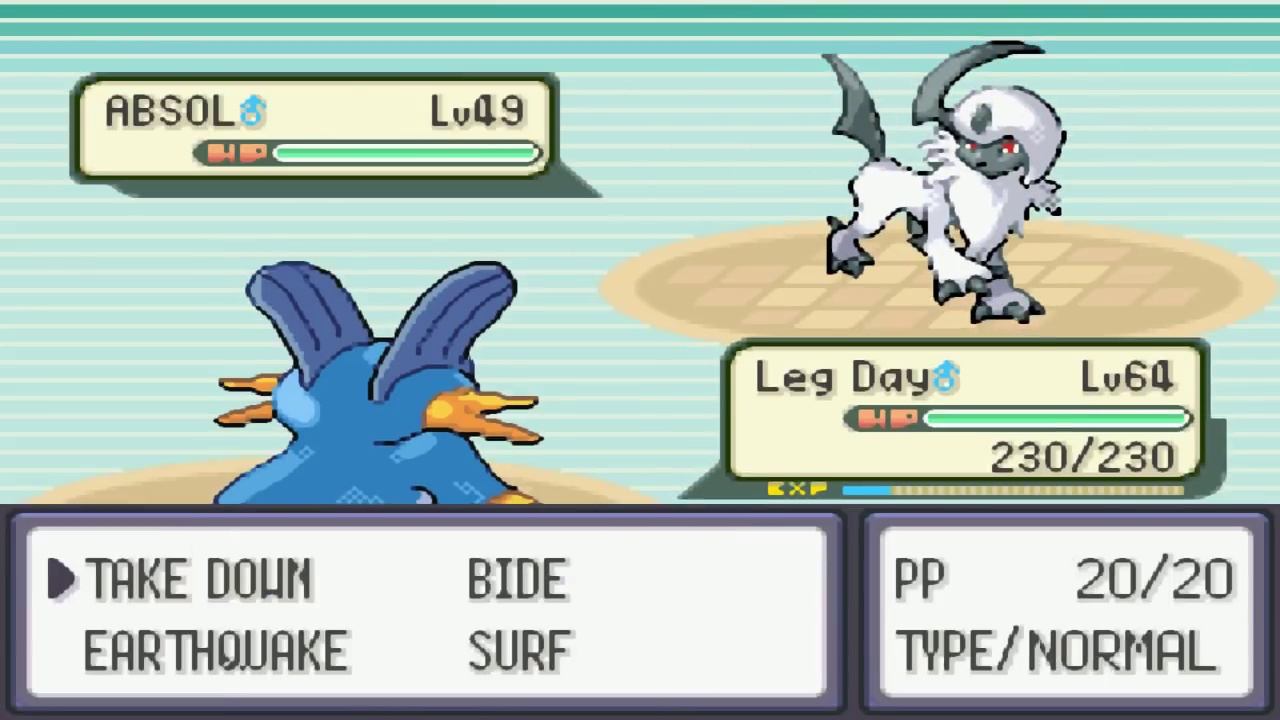 ABSOL♂ Lv49
HP
Leg Day♂ Lv64
HP
230/230
EXP
▶TAKE DOWN BIDE
EARTHQUAKE SURF
PP 20/20
TYPE/NORMAL